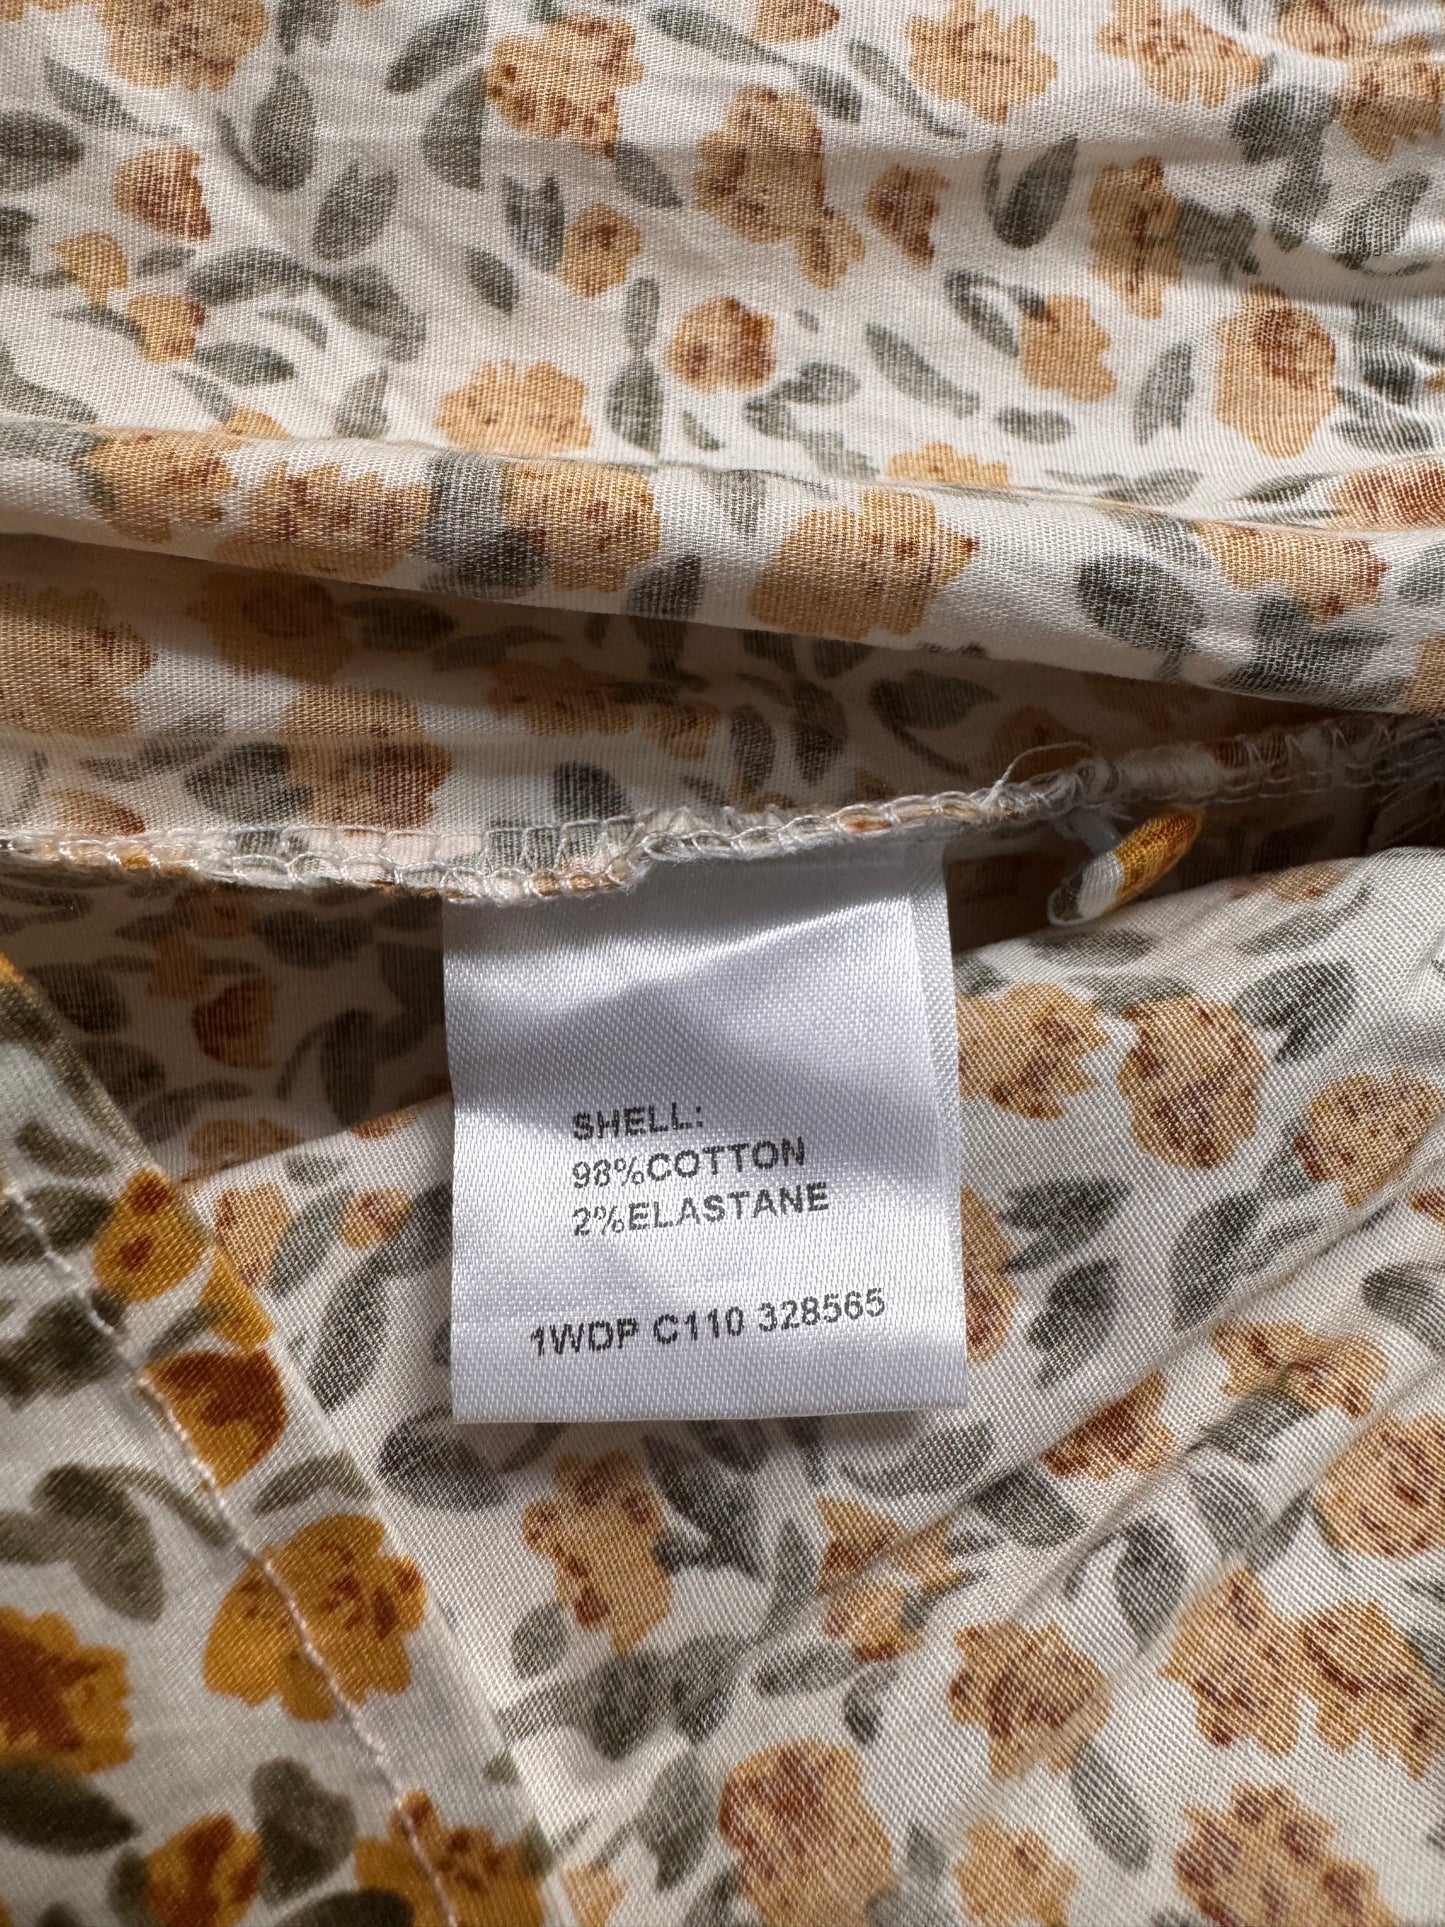 SHELL:
98%COTTON
2%ELASTANE
1WDP C110 328565